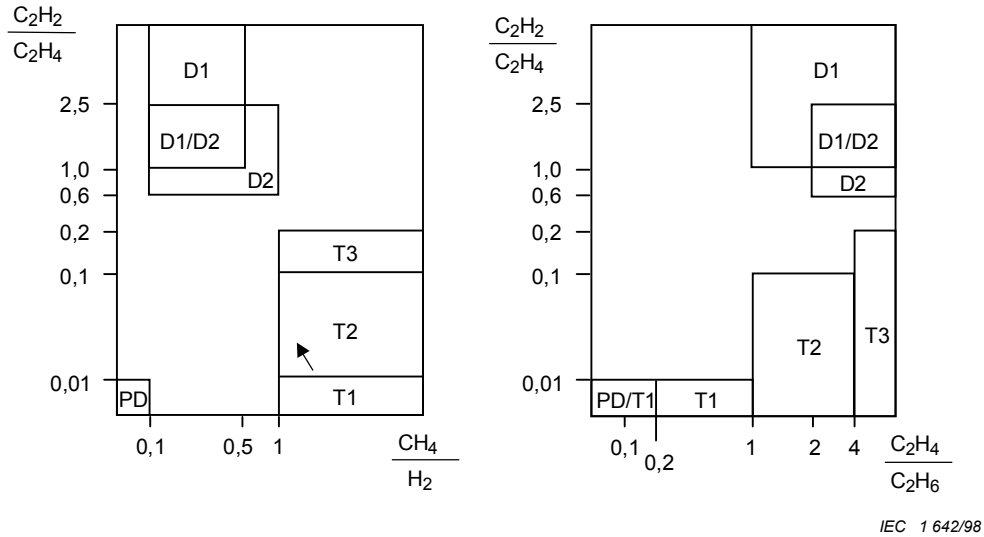 C2H2
C2H4
2,5
1,0
0,6
0,2
0,1
0,01
D1
D1/D2
D2
T3
T2
T1
PD
0,1 0,5 1
CH4
H2
C2H2
C2H4
2,5
1,0
0,6
0,2
0,1
0,01
D1
D1/D2
D2
T3
T2
PD/T1 T1
0,1 0,2 1 2 4
C2H4
C2H6
IEC 1 642/98